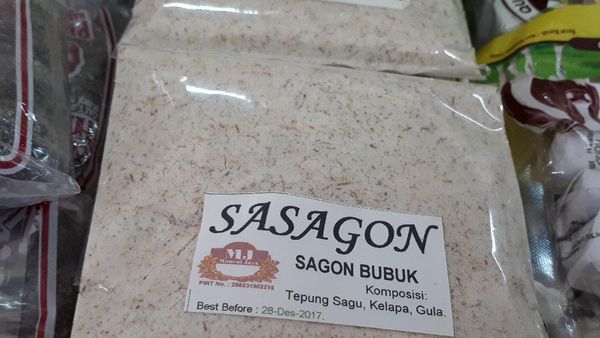 SASAGON
M.J
SAGON BUBUK
Komposisi:
Tepung Sagu, Kelapa, Gula.
Best Before : 28-Des-2017.